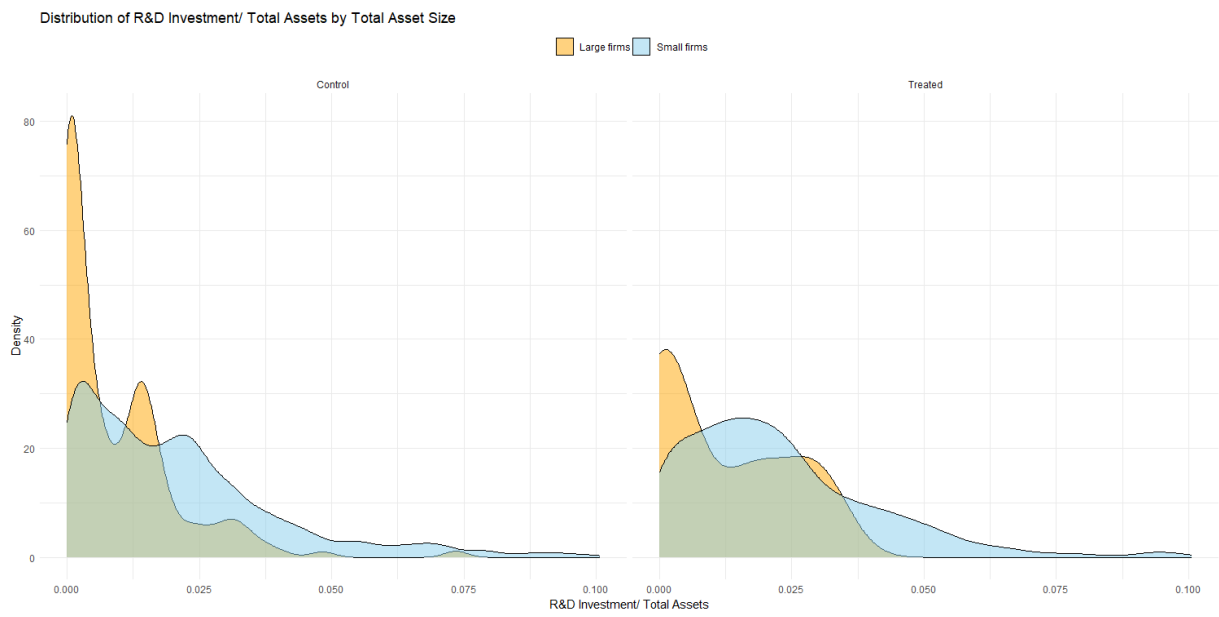 Distribution of R&D Investment/ Total Assets by Total Asset Size
Large firms Small firms
Control Treated
Density
80
60
40
20
0
0.000 0.025 0.050 0.075 0.100 0.000 0.025 0.050 0.075 0.100
R&D Investment/ Total Assets